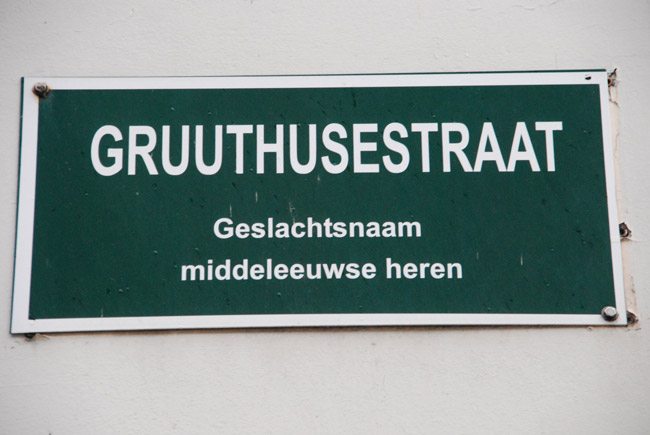 GRUUTHUSESTRAAT
Geslachtsnaam
middeleeuwse heren